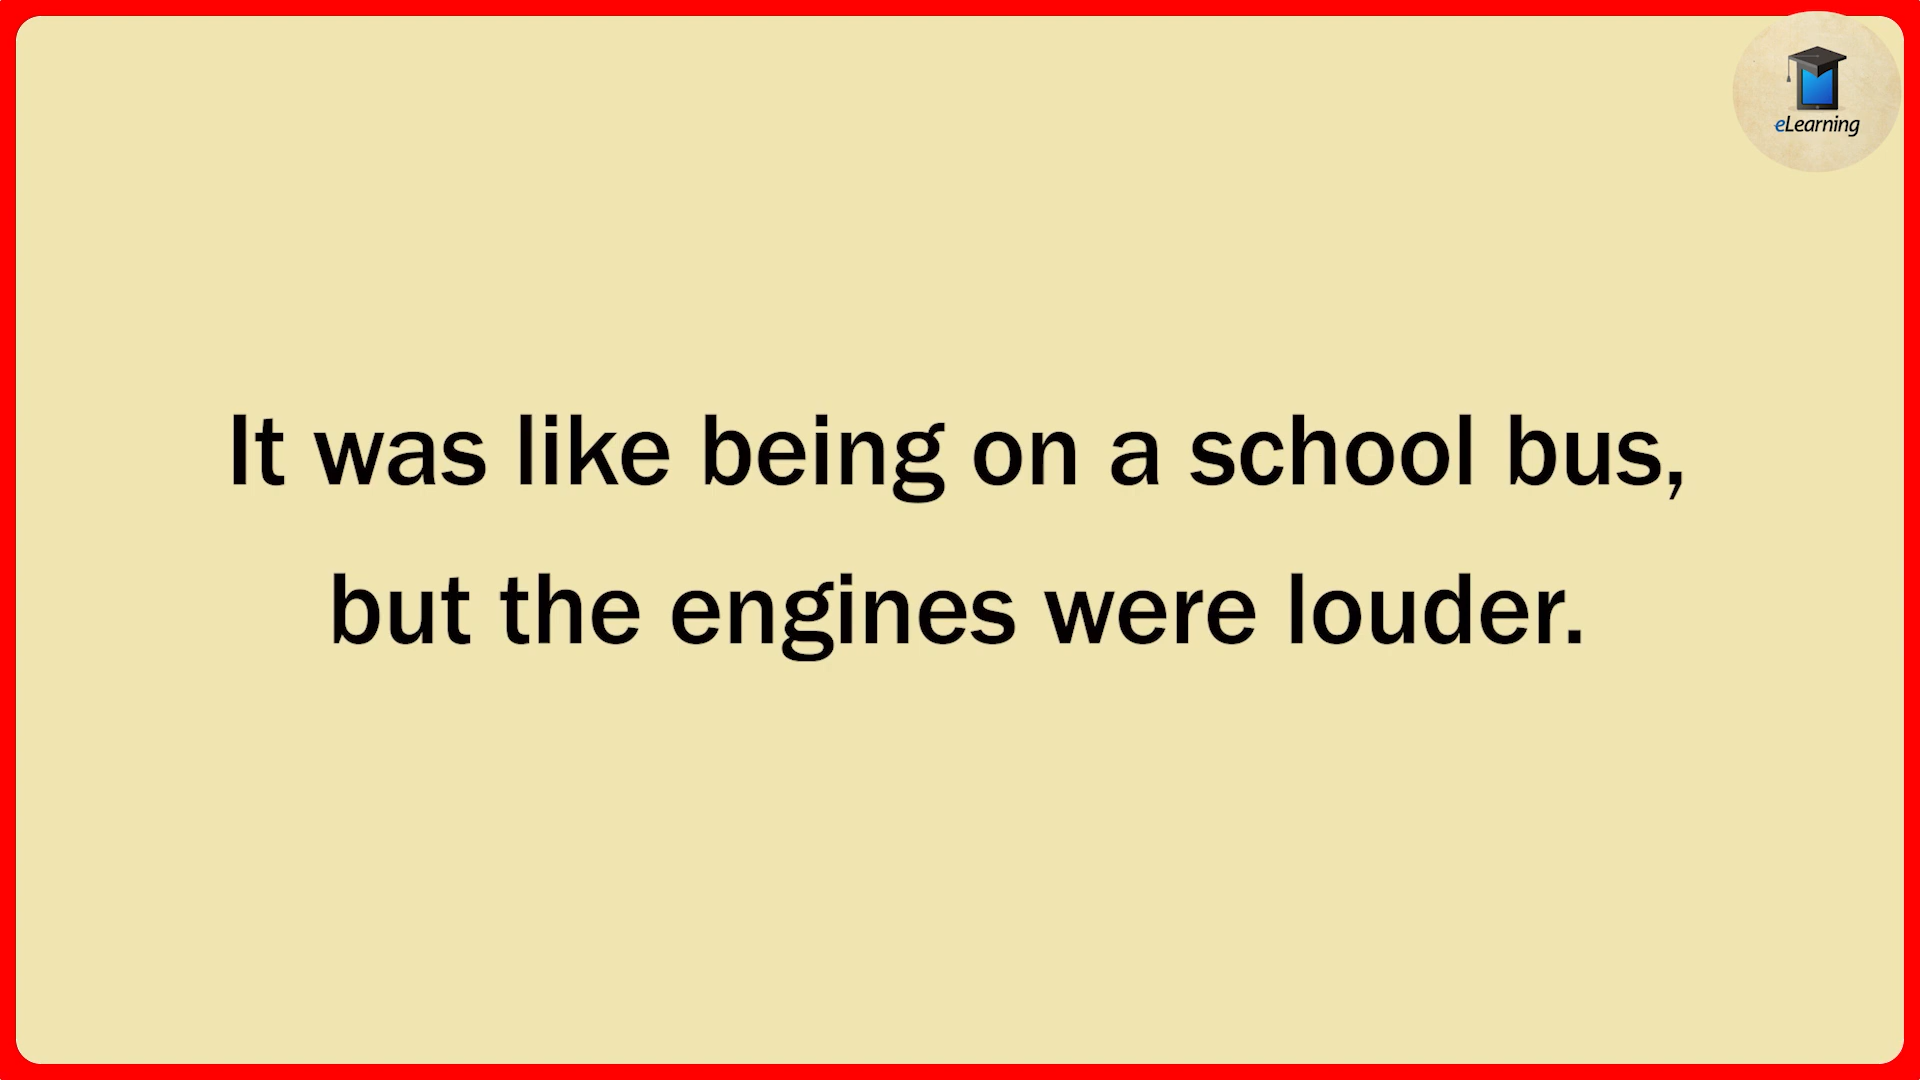 eLearning
It was like being on a school bus,
but the engines were louder.